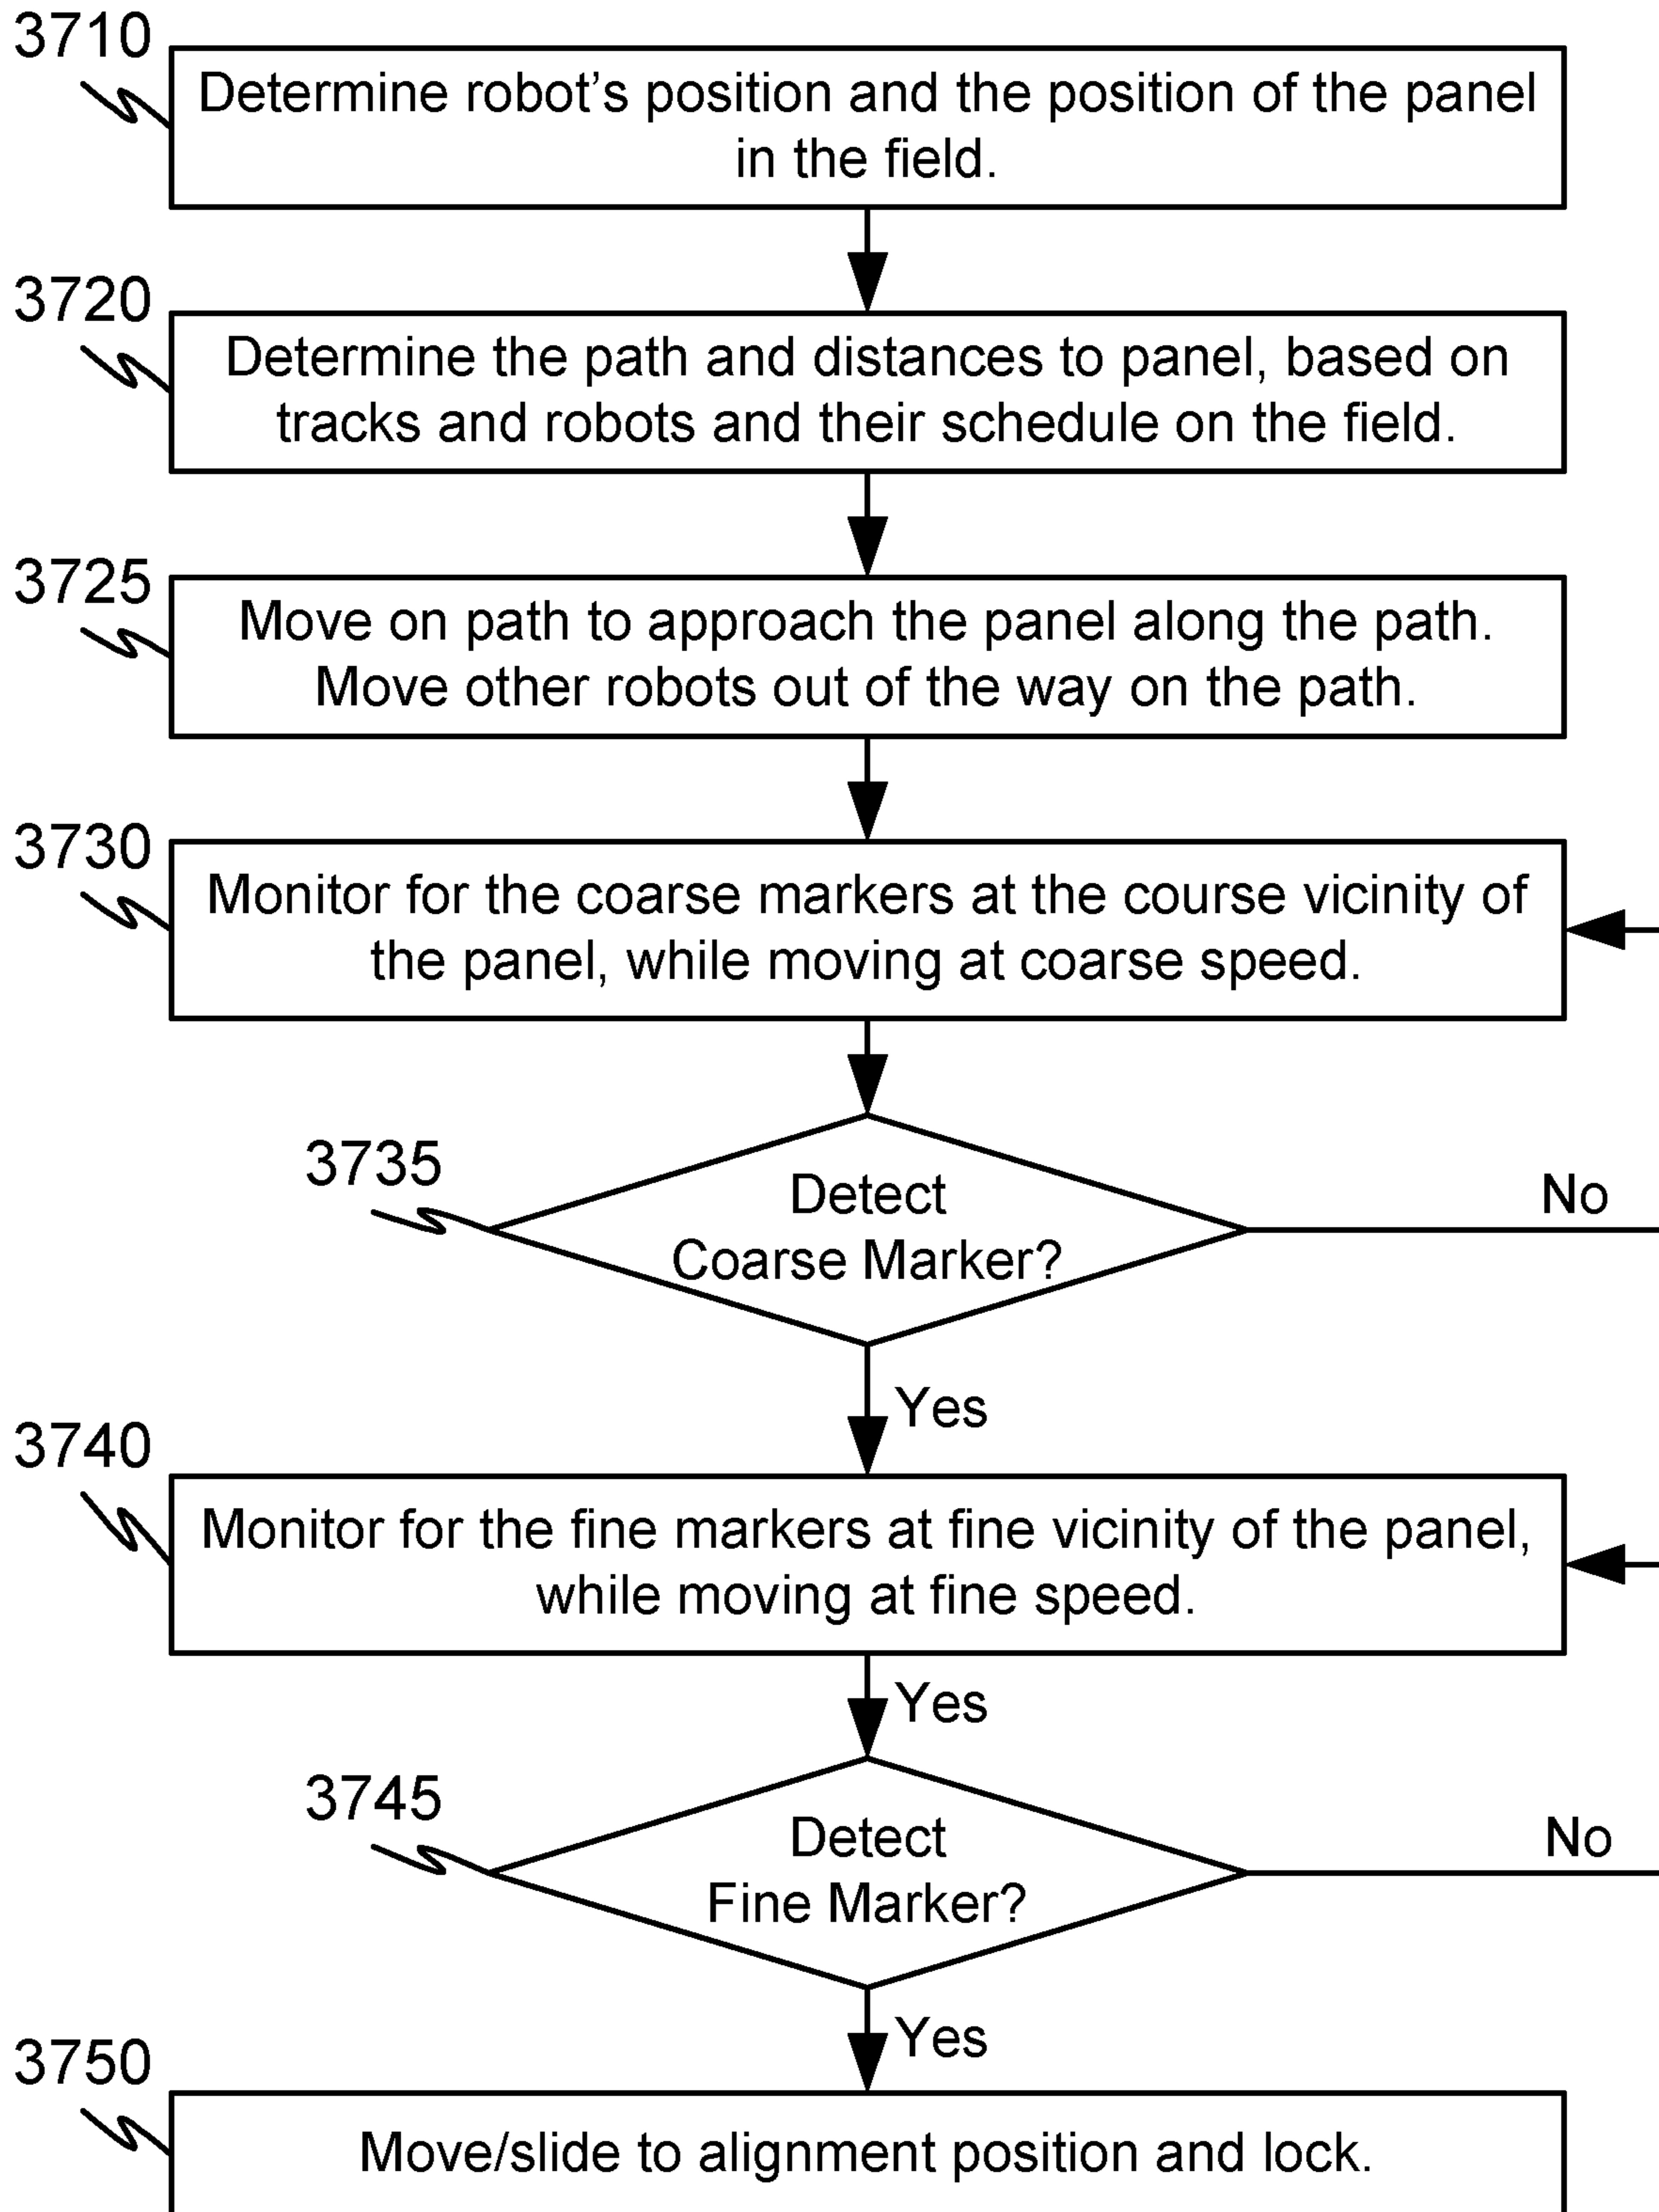 3710
Determine robot’s position and the position of the panel
in the field.
3720
Determine the path and distances to panel, based on
tracks and robots and their schedule on the field.
3725
Move on path to approach the panel along the path.
Move other robots out of the way on the path.
3730
Monitor for the coarse markers at the course vicinity of
the panel, while moving at coarse speed.
3735
Detect
Coarse Marker?
No
Yes
3740
Monitor for the fine markers at fine vicinity of the panel,
while moving at fine speed.
Yes
3745
Detect
Fine Marker?
No
Yes
3750
Move/slide to alignment position and lock.